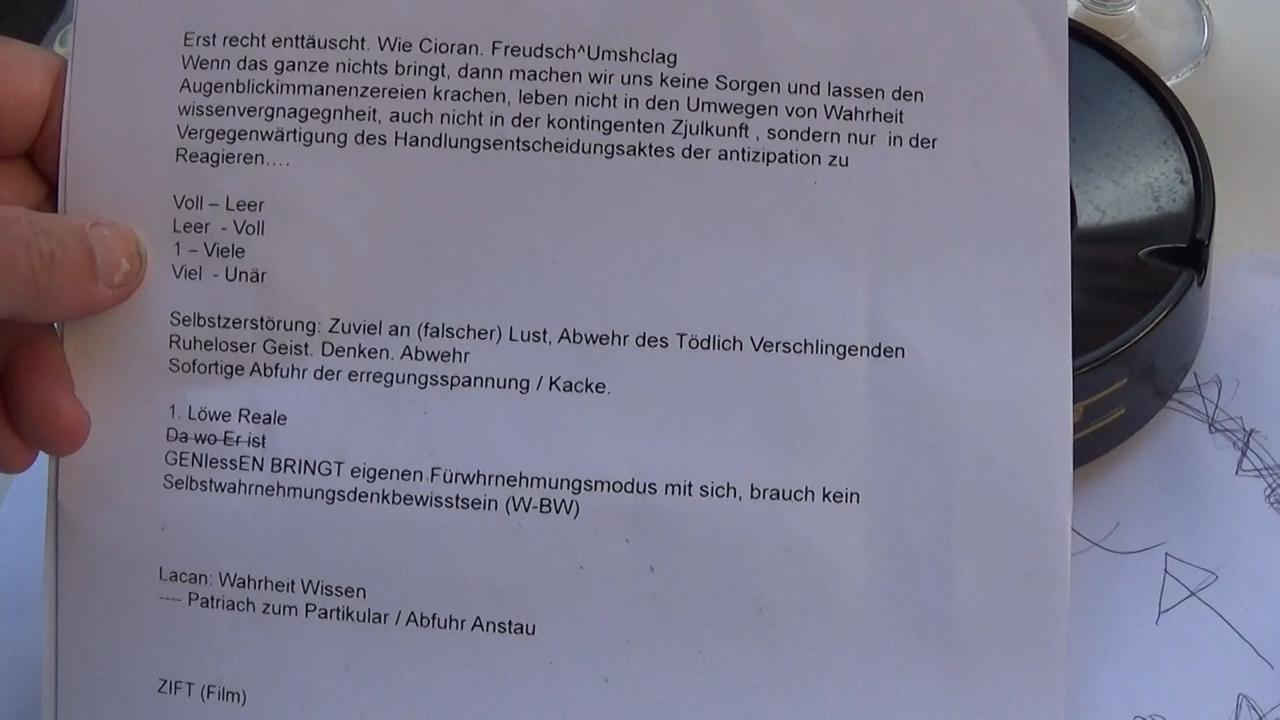 Erst recht enttäuscht. Wie Cioran. Freudsch^Umshclag
Wenn das ganze nichts bringt, dann machen wir uns keine Sorgen und lassen den
Augenblickimmanenzereien krachen, leben nicht in den Umwegen von Wahrheit
wissenvergnagegnheit, auch nicht in der kontingenten Zjulkunft , sondern nur  in der
Vergegenwärtigung des Handlungsentscheidungsaktes der antizipation zu
Reagieren….
Voll – Leer
Leer  - Voll
1 – Viele
Viel  - Unär
Selbstzerstörung: Zuviel an (falscher) Lust, Abwehr des Tödlich Verschlingenden
Ruheloser Geist. Denken. Abwehr
Sofortige Abfuhr der erregungsspannung / Kacke.
1. Löwe Reale
Da wo Er ist
GENIessEN BRINGT eigenen Fürwhrnehmungsmodus mit sich, brauch kein
Selbstwahrnehmungsdenkbewisstsein (W-BW)
Lacan: Wahrheit Wissen
---- Patriach zum Partikular / Abfuhr Anstau
ZIFT (Film)